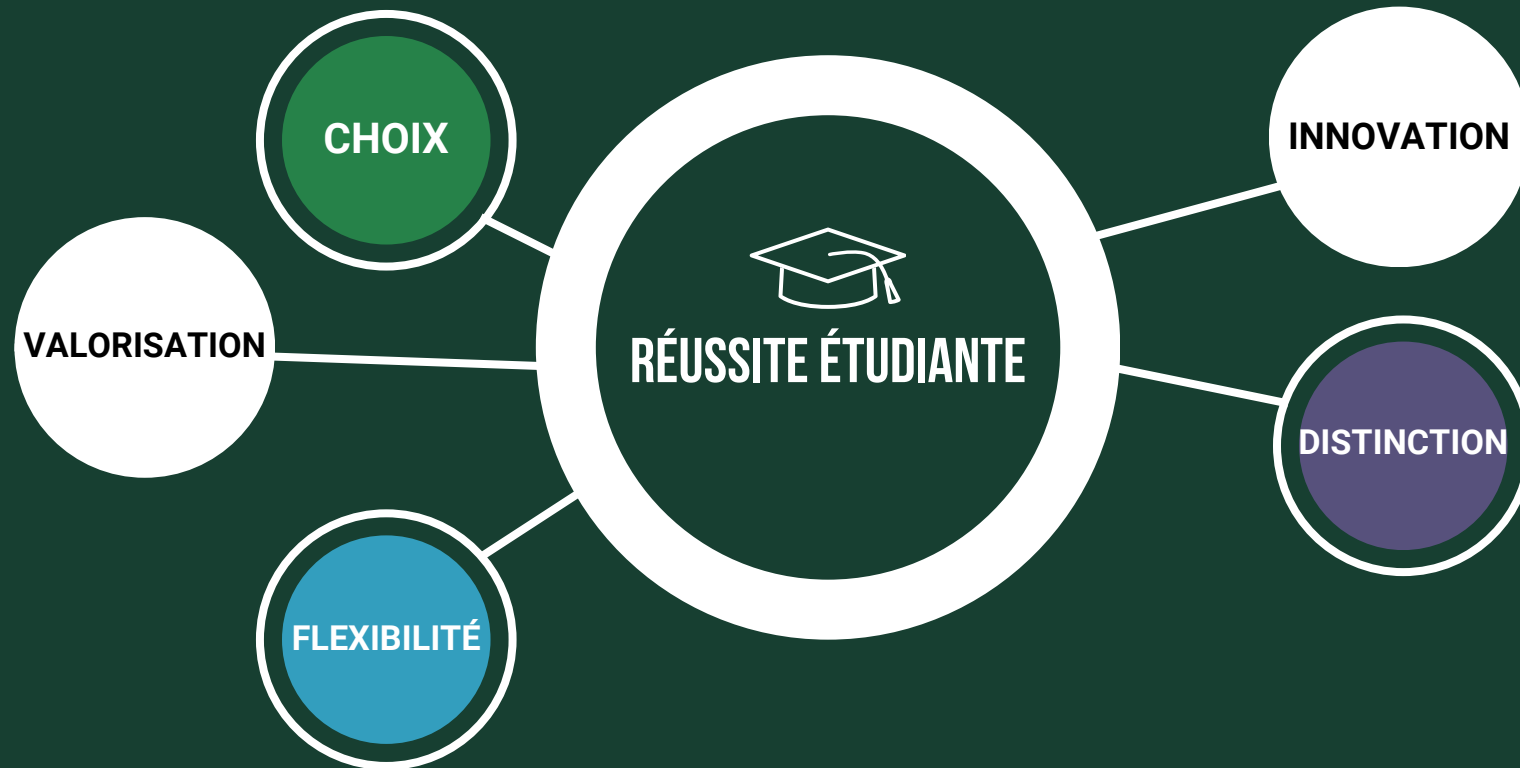 CHOIX
INNOVATION
VALORISATION
RÉUSSITE ÉTUDIANTE
DISTINCTION
FLEXIBILITÉ